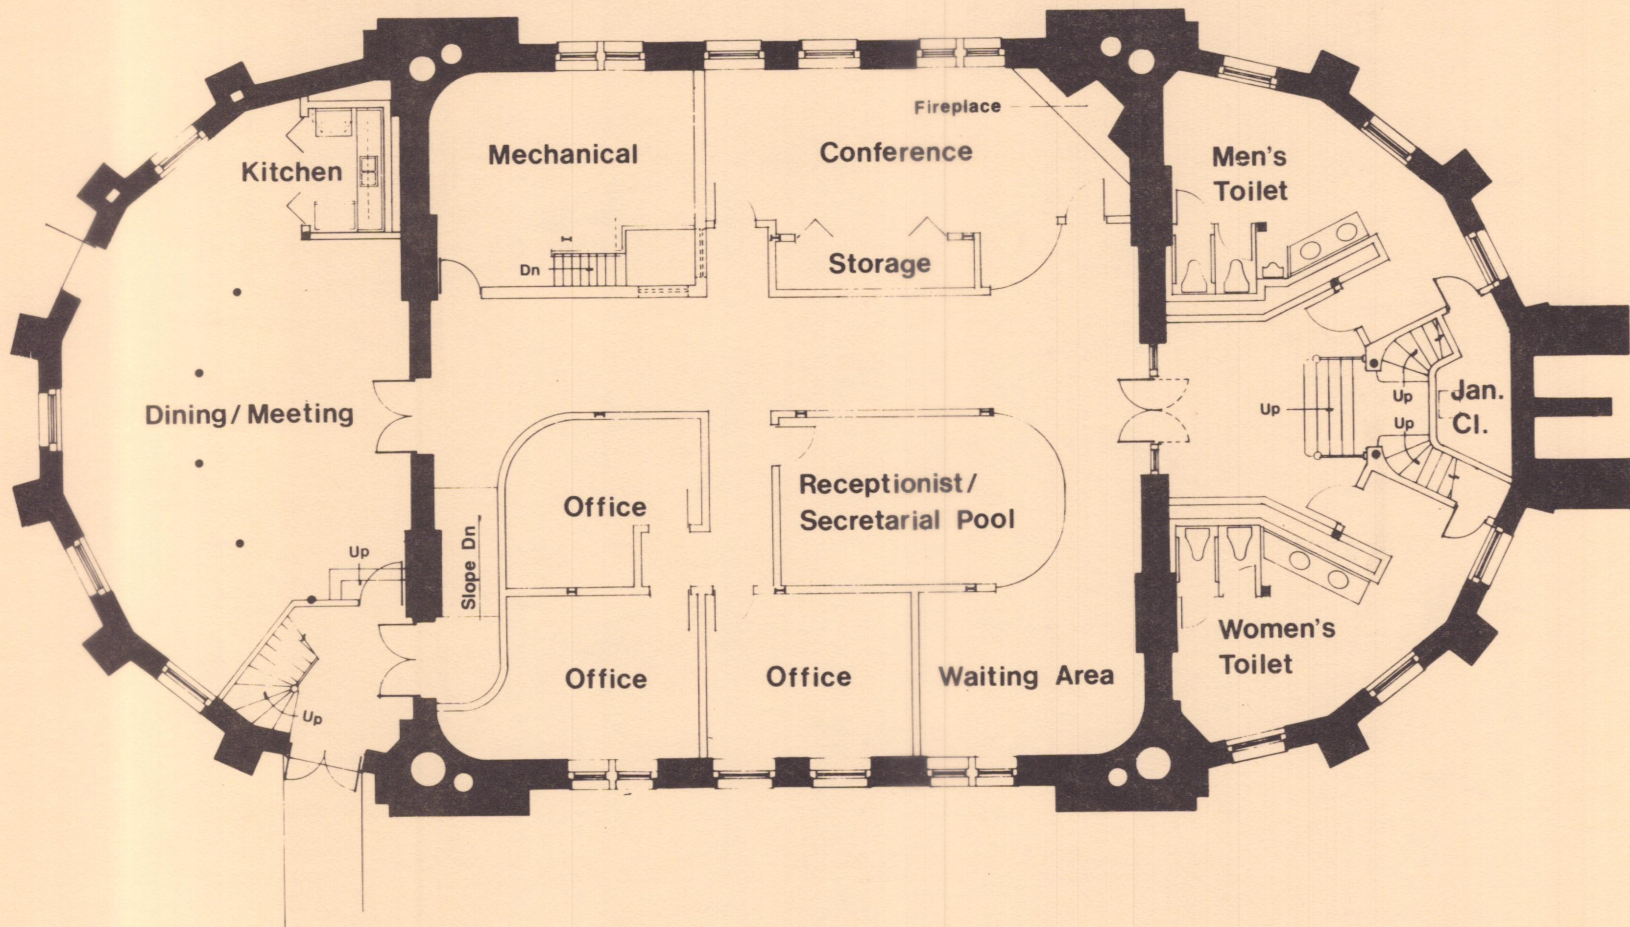 Fireplace
Kitchen
Mechanical
Conference
Men's
Toilet
Dn
Storage
Dining/Meeting
Up
Up
Up
Jan.
Cl.
Office
Receptionist/
Secretarial Pool
Slope Dn
Up
Office
Office
Waiting Area
Women's
Toilet
Up